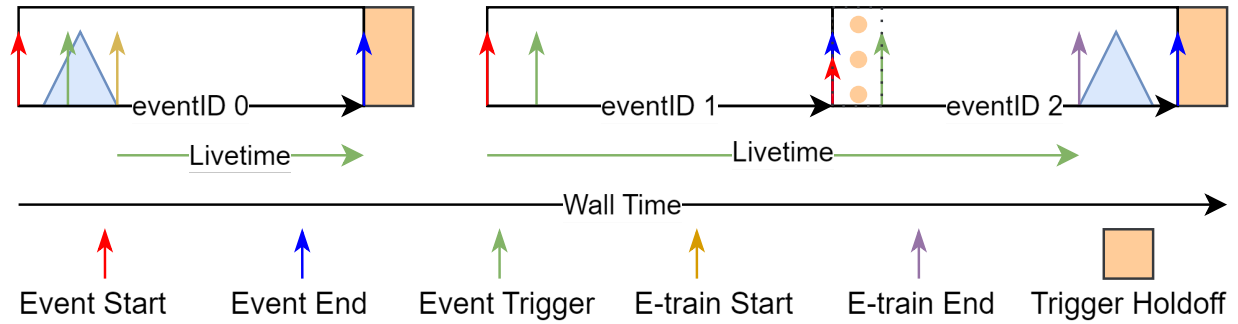 eventID 0
eventID 1
eventID 2
Livetime
Livetime
Wall Time
Event Start
Event End
Event Trigger
E-train Start
E-train End
Trigger Holdoff